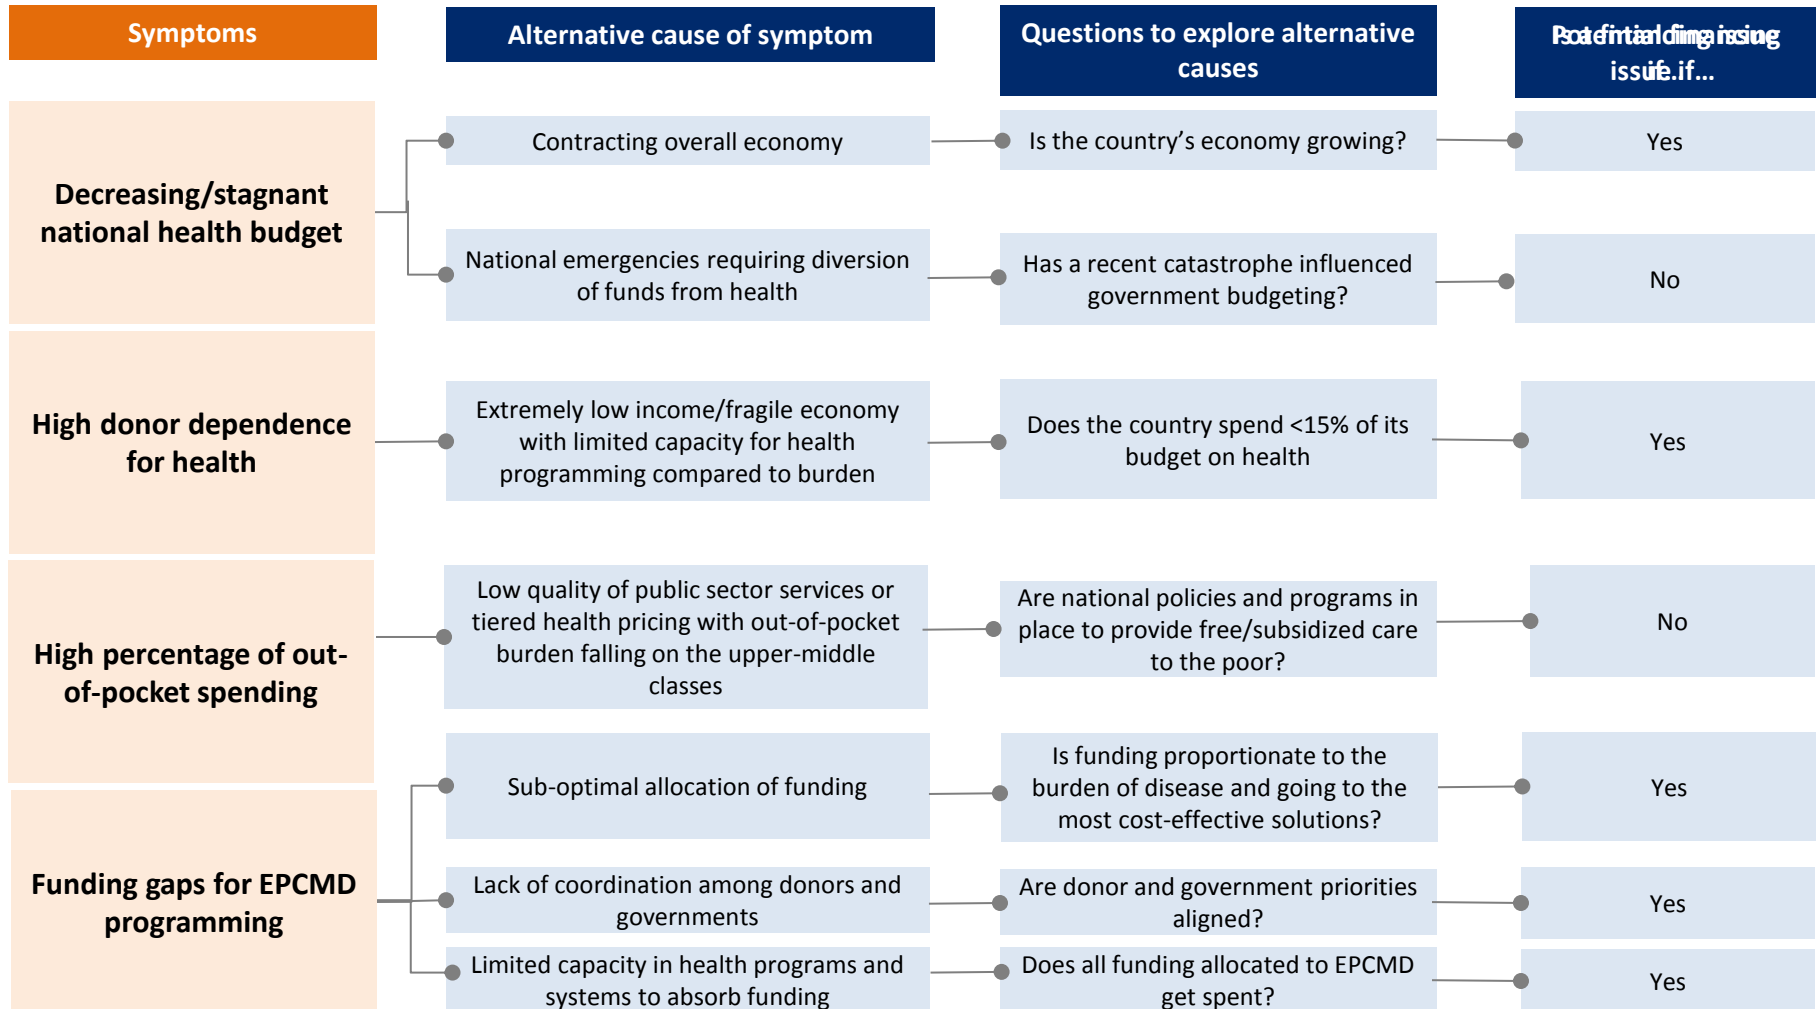 Symptoms
Alternative cause of symptom
Questions to explore alternative
causes
Decreasing/stagnant
national health budget
Contracting overall economy
Is the country's economy growing?
Yes
National emergencies requiring diversion
of funds from health
Has a recent catastrophe influenced
government budgeting?
No
High donor dependence
for health
Extremely low income/fragile economy
with limited capacity for health
programming compared to burden
Does the country spend <15% of its
budget on health
Yes
High percentage of out-
of-pocket spending
Low quality of public sector services or
tiered health pricing with out-of-pocket
burden falling on the upper-middle
classes
Are national policies and programs in
place to provide free/subsidized care
to the poor?
No
Funding gaps for EPCMD
programming
Sub-optimal allocation of funding
Is funding proportionate to the
burden of disease and going to the
most cost-effective solutions?
Yes
Lack of coordination among donors and
governments
Are donor and government priorities
aligned?
Yes
Limited capacity in health programs and
systems to absorb funding
Does all funding allocated to EPCMD
get spent?
Yes